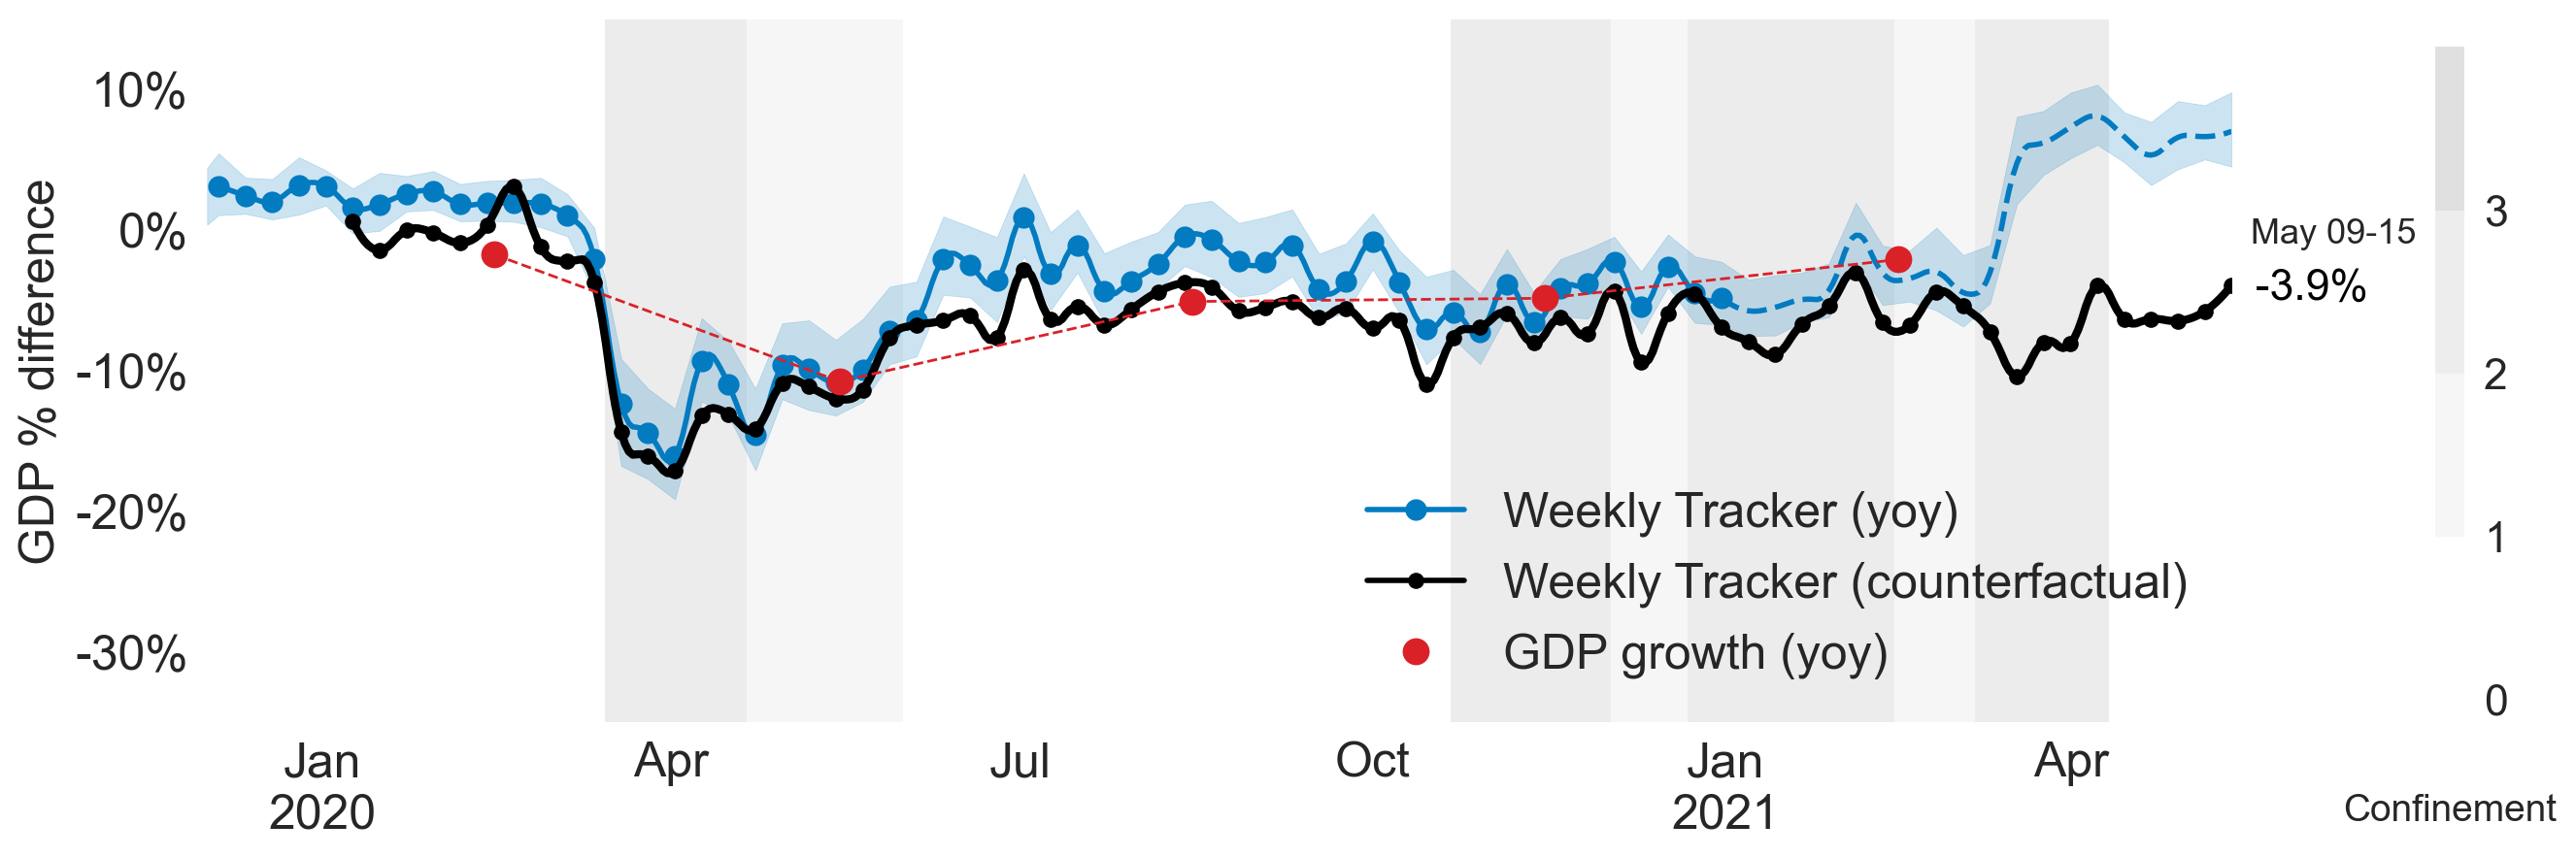 GDP % difference
10%
0%
-10%
-20%
-30%
Jan
2020
Apr
Jul
Oct
Jan
2021
Apr
Weekly Tracker (yoy)
Weekly Tracker (counterfactual)
GDP growth (yoy)
May 09-15
-3.9%
3
2
1
0
Confinement